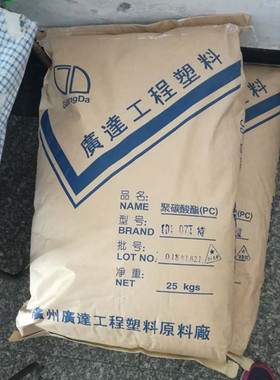 GuangDa
廣達工程塑料
品名:
NAME 聚碳酸酯(PC)
型号:
BRAND
批号:
LOT NO.
净重:
NET 25 kgs
廣州廣達工程塑料原料廠